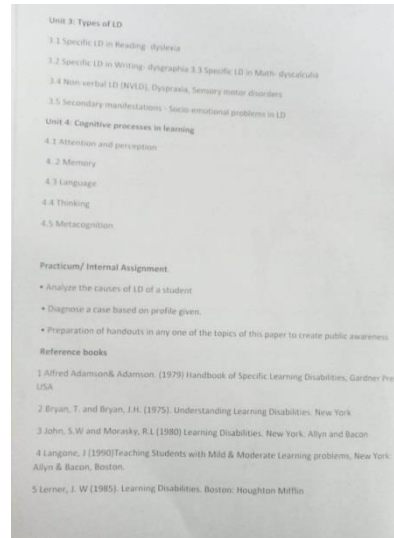 Unit 3: Types of LD
3.1 Specific LD in Reading- dyslexia
3.2 Specific LD in Writing- dysgraphia 3.3 Specific LD in Math- dyscalculia
3.4 Non-verbal LD (NVLD), Dyspraxia, Sensory motor disorders
3.5 Secondary manifestations - Socio emotional problems in LD
Unit 4: Cognitive processes in learning
4.1 Attention and perception
4. 2 Memory
4.3 Language
4.4 Thinking
4.5 Metacognition
Practicum/ Internal Assignment.
• Analyze the causes of LD of a student
• Diagnose a case based on profile given.
• Preparation of handouts in any one of the topics of this paper to create public awareness
Reference books
1 Alfred Adamson& Adamson. (1979) Handbook of Specific Learning Disabilities, Gardner Pre
USA
2 Bryan, T. and Bryan, J.H. (1975). Understanding Learning Disabilities. New York
3 John, S.W and Morasky, R.L (1980) Learning Disabilities. New York: Allyn and Bacon
4 Langone, J (1990)Teaching Students with Mild & Moderate Learning problems, New York:
Allyn & Bacon, Boston.
5 Lerner, J. W (1985). Learning Disabilities. Boston: Houghton Mifflin